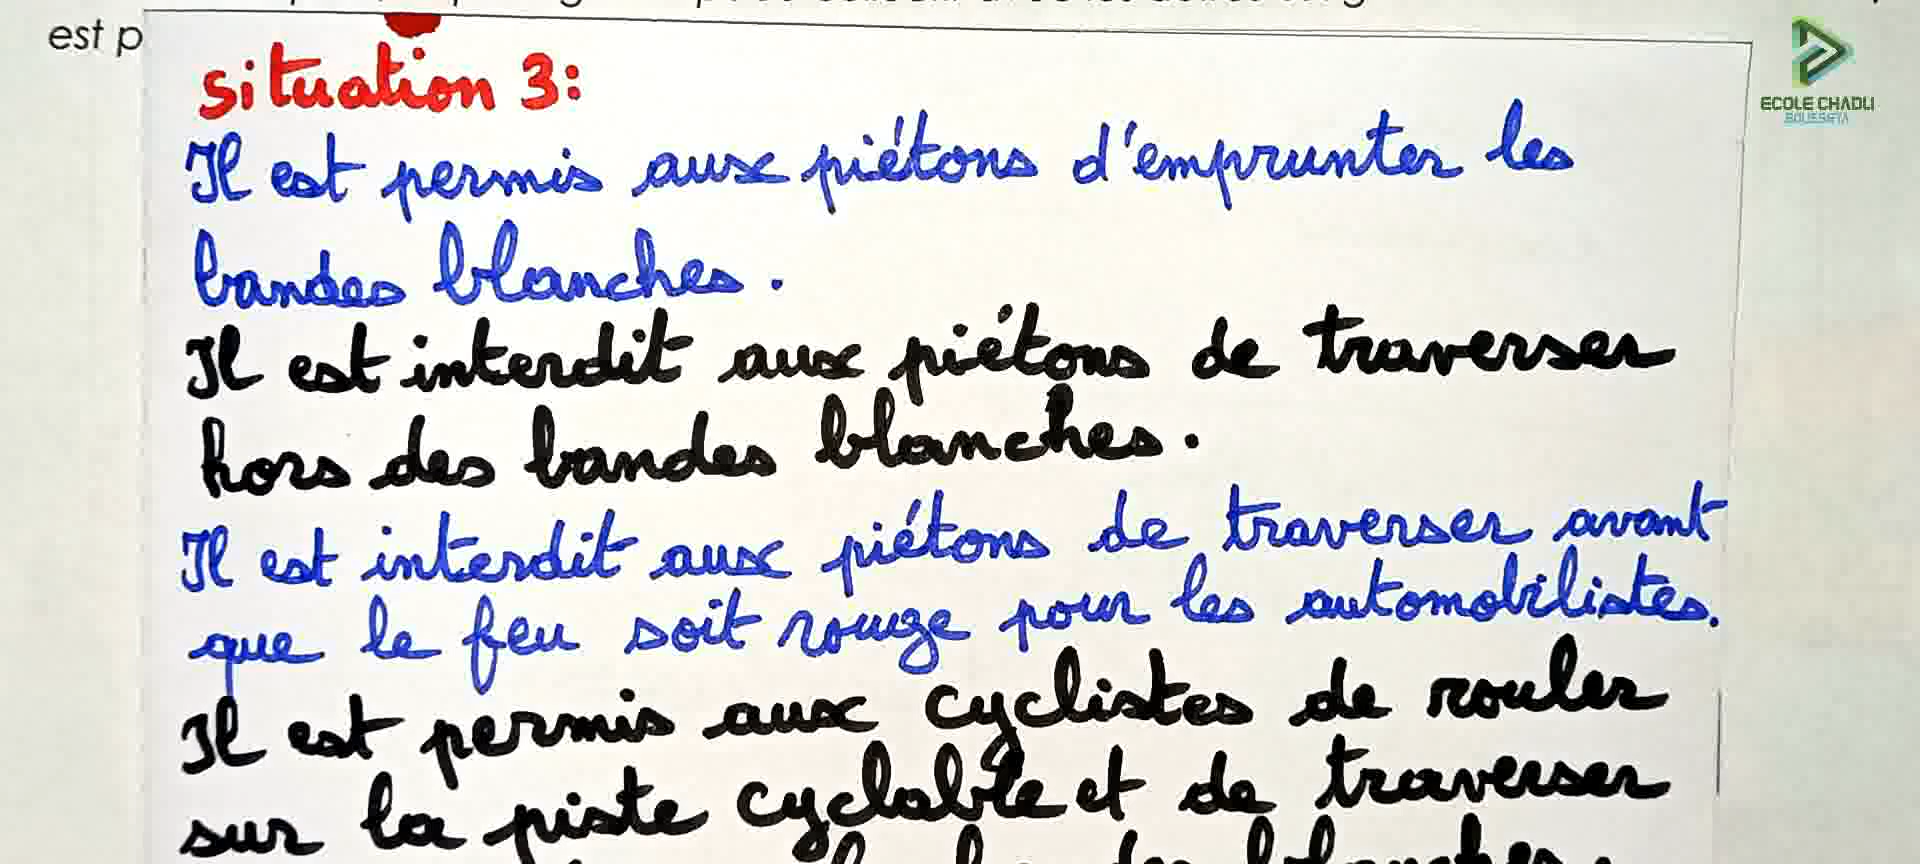 est p
situation 3:
Il est permis aux piétons d'emprunter les
bandes blanches.
Il est interdit aux piétons de traverser
hors des bandes blanches.
Il est interdit aux piétons de traverser avant
que le feu soit rouge pour les automobilistes.
Il est permis aux cyclistes de rouler
sur la piste cyclable et de traverser
blanches.
ECOLE CHADLI